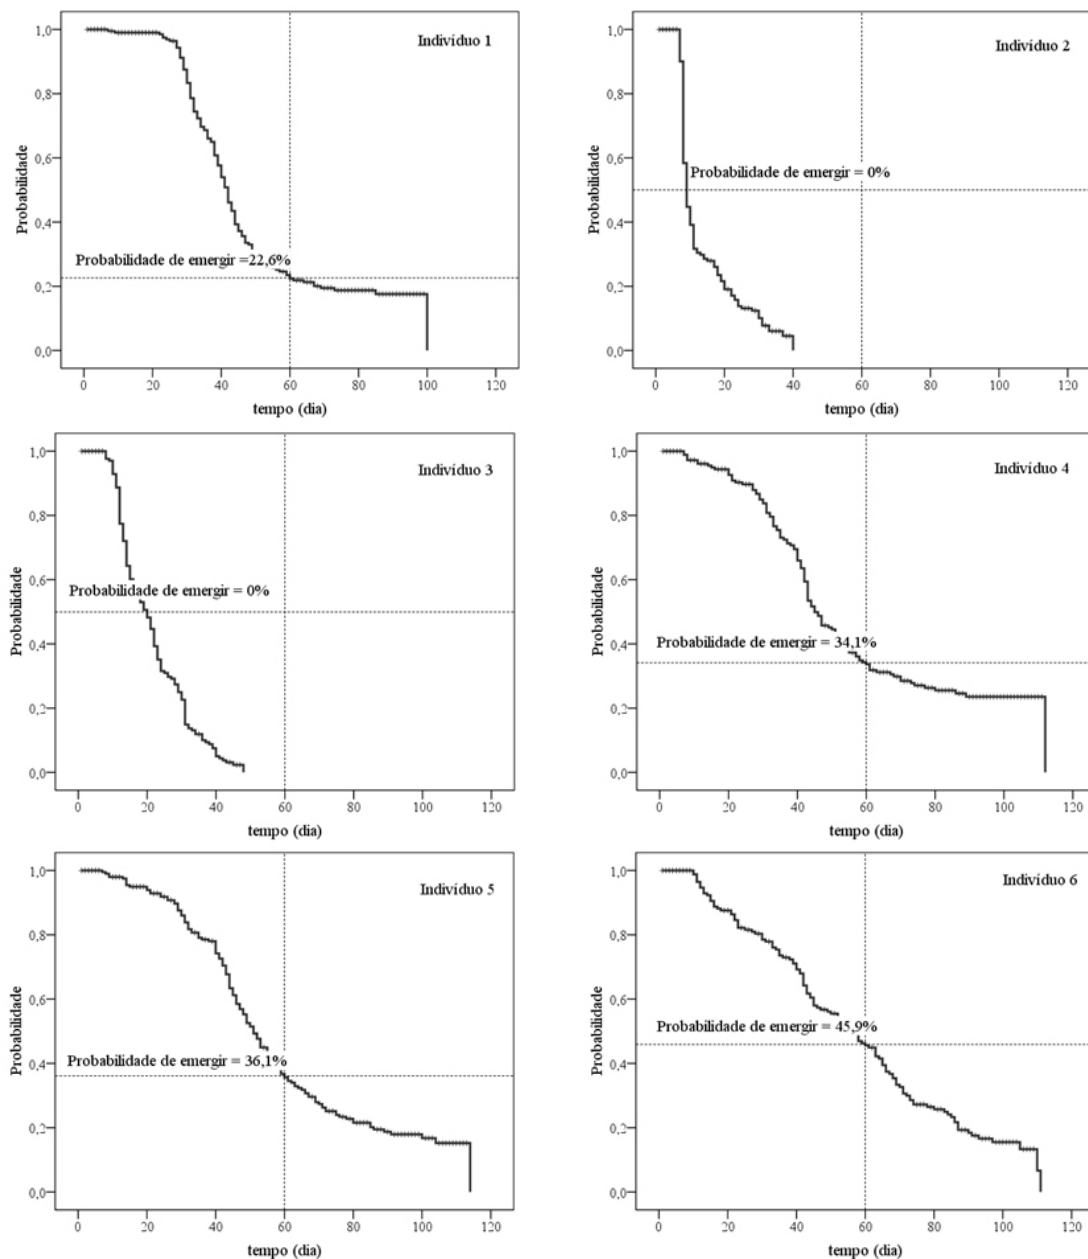 Indivíduo 1
Probabilidade
1,0
0,8
0,6
0,4
0,2
0,0
Probabilidade de emergir =22,6%
0 20 40 60 80 100 120
tempo (dia)
Indivíduo 2
Probabilidade
1,0
0,8
0,6
0,4
0,2
0,0
Probabilidade de emergir = 0%
0 20 40 60 80 100 120
tempo (dia)
Indivíduo 3
Probabilidade
1,0
0,8
0,6
0,4
0,2
0,0
Probabilidade de emergir = 0%
0 20 40 60 80 100 120
tempo (dia)
Indivíduo 4
Probabilidade
1,0
0,8
0,6
0,4
0,2
0,0
Probabilidade de emergir = 34,1%
0 20 40 60 80 100 120
tempo (dia)
Indivíduo 5
Probabilidade
1,0
0,8
0,6
0,4
0,2
0,0
Probabilidade de emergir = 36,1%
0 20 40 60 80 100 120
tempo (dia)
Indivíduo 6
Probabilidade
1,0
0,8
0,6
0,4
0,2
0,0
Probabilidade de emergir = 45,9%
0 20 40 60 80 100 120
tempo (dia)